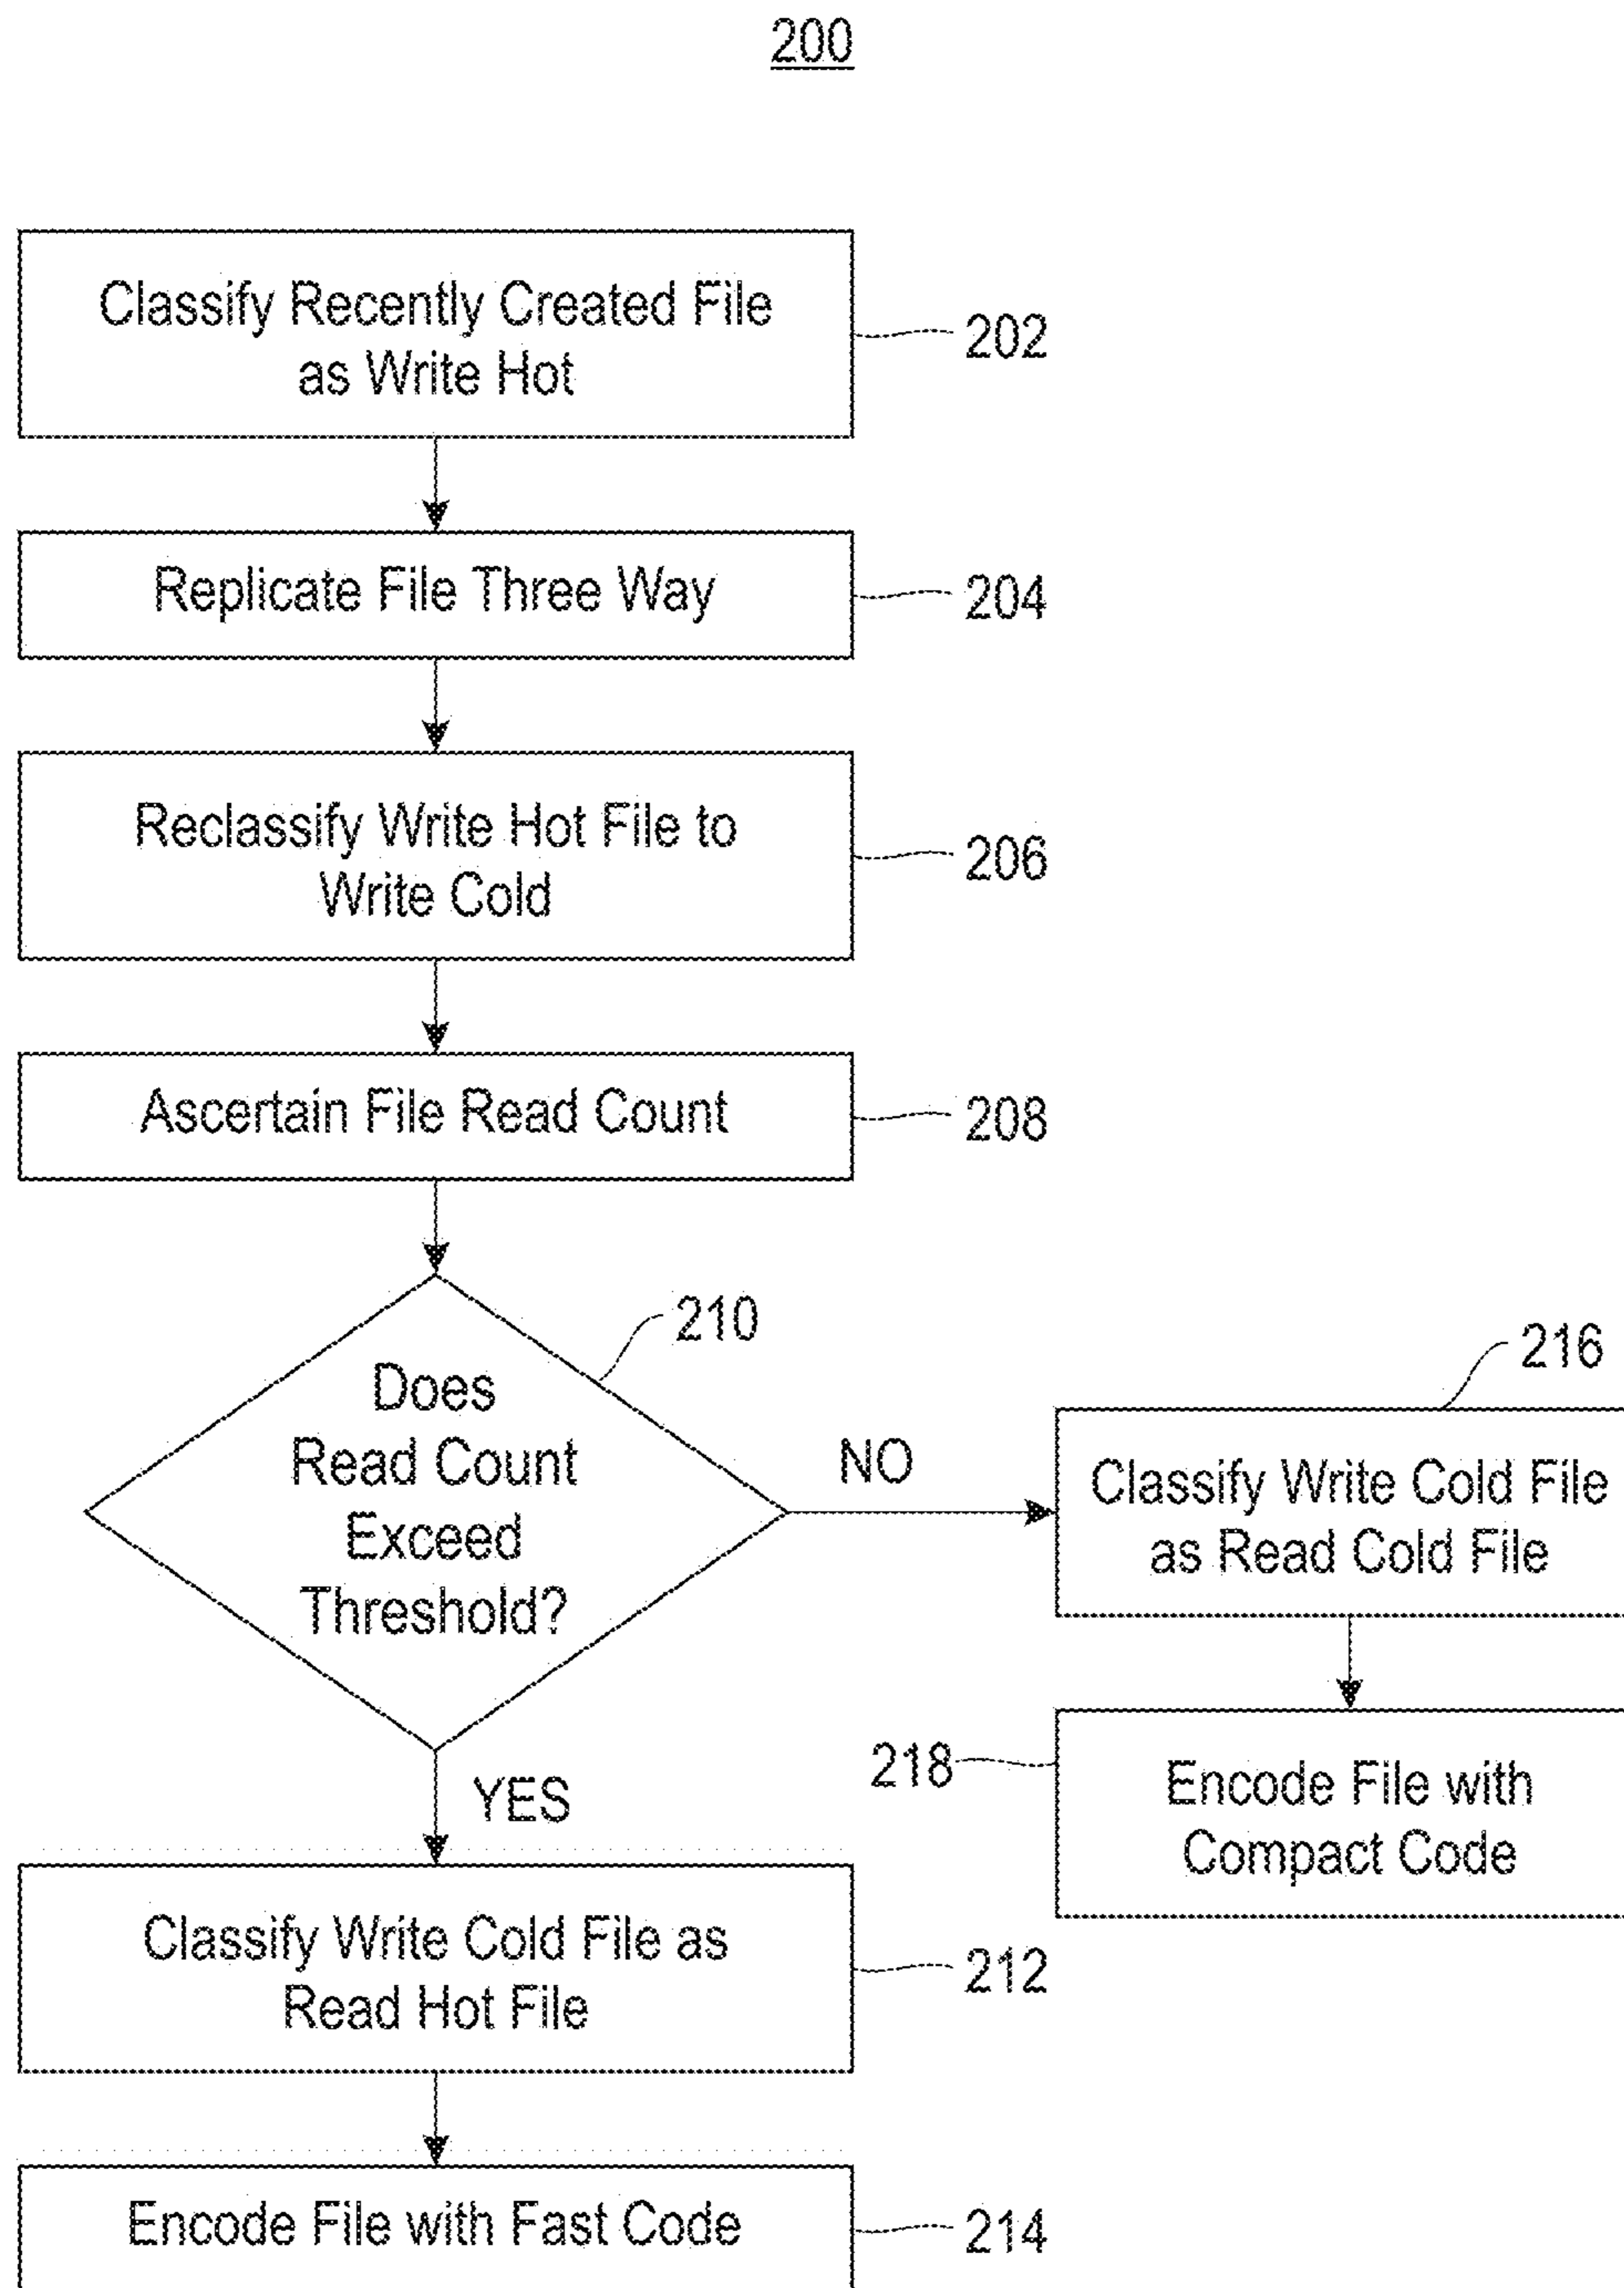 200
Classify Recently Created File
as Write Hot
202
Replicate File Three Way
204
Reclassify Write Hot File to
Write Cold
206
Ascertain File Read Count
208
210
Does
Read Count
Exceed
Threshold?
NO
216
Classify Write Cold File
as Read Cold File
218
Encode File with
Compact Code
YES
Classify Write Cold File as
Read Hot File
212
Encode File with Fast Code
214